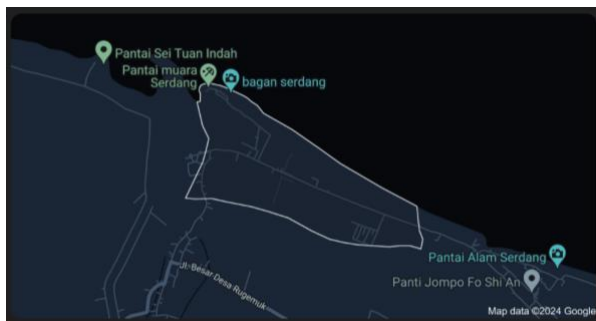 Pantai Sei Tuan Indah
Pantai muara
Serdang
bagan serdang
Pantai Alam Serdang
Panti Jompo Fo Shi An
Jl. Besar Desa Rugemuk
Map data ©2024 Google